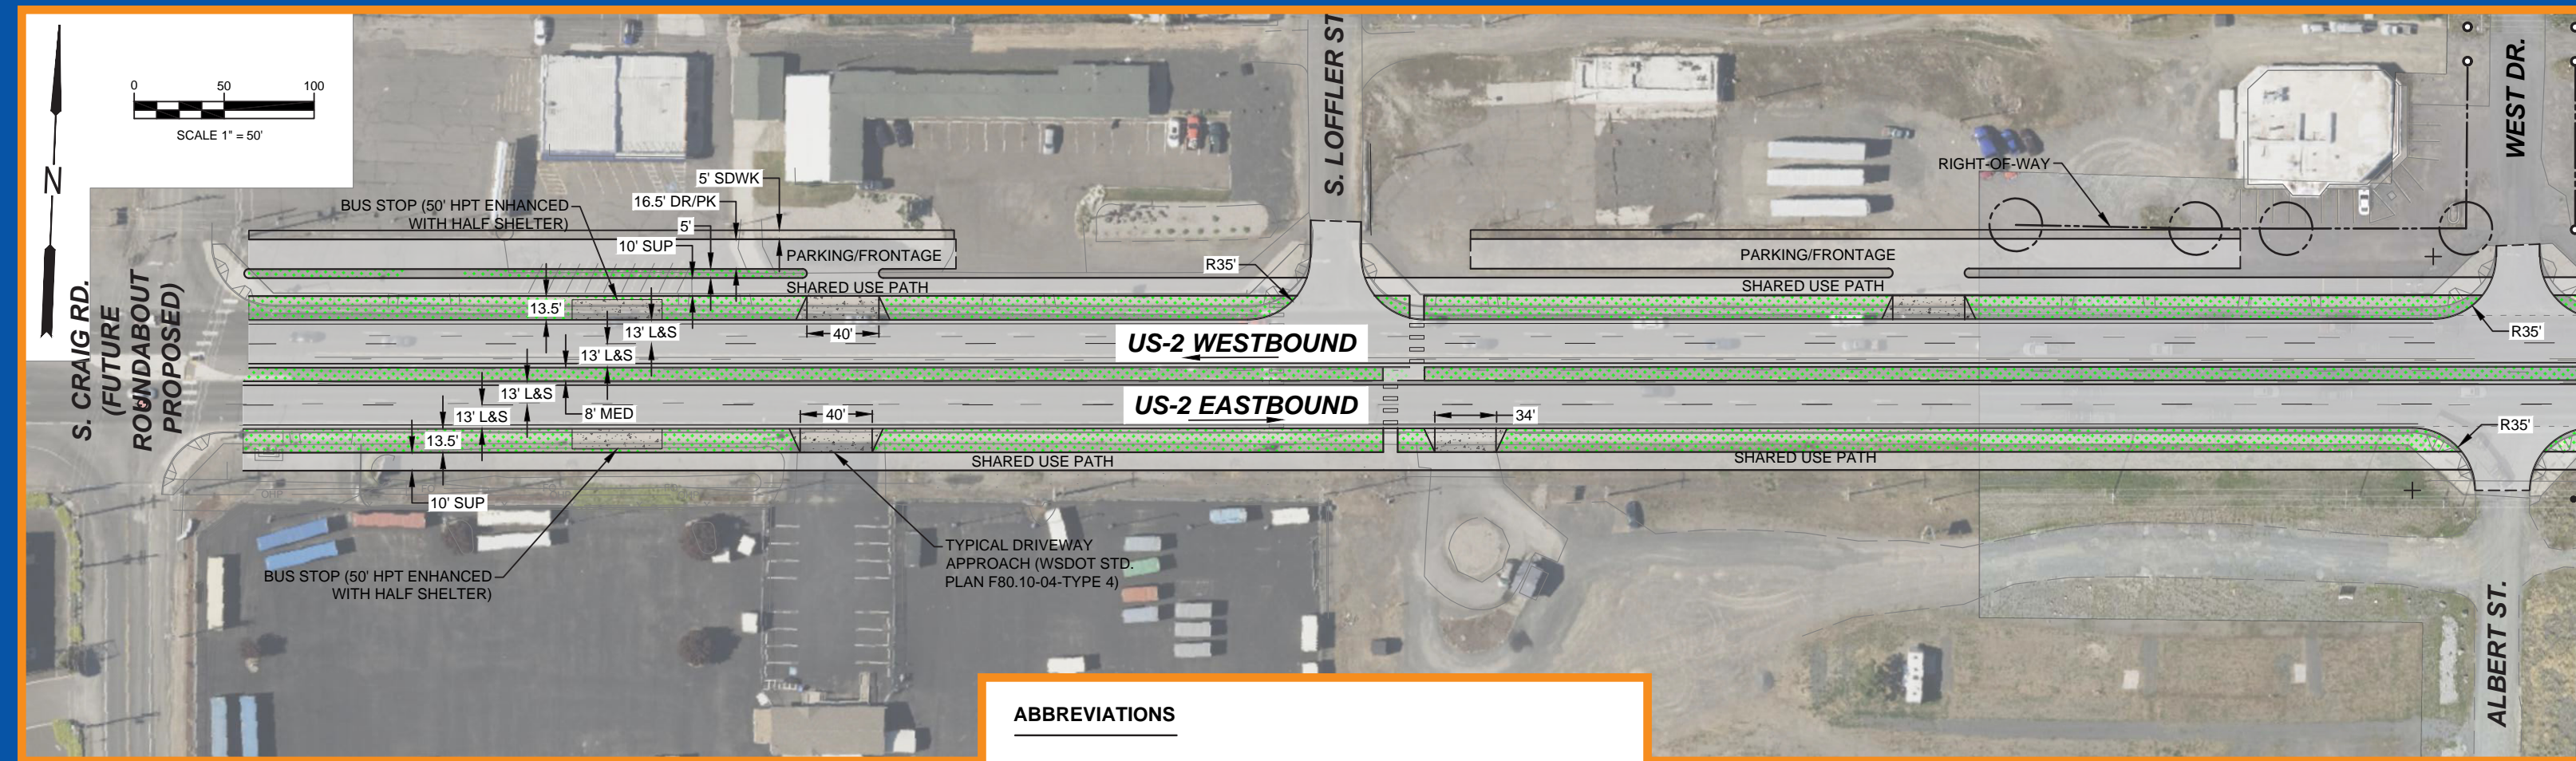 0 50 100
SCALE 1" = 50'
N
S. CRAIG RD.
(FUTURE
ROUNDABOUT
PROPOSED)
BUS STOP (50' HPT ENHANCED
WITH HALF SHELTER)
5' SDWK
16.5' DR/PK
5'
10' SUP
PARKING/FRONTAGE
SHARED USE PATH
13.5'
13' L&S
40'
13' L&S
13' L&S
8' MED
13' L&S
13.5'
10' SUP
40'
R35'
S. LOFFLER ST
US-2 WESTBOUND
US-2 EASTBOUND
SHARED USE PATH
34'
PARKING/FRONTAGE
SHARED USE PATH
SHARED USE PATH
RIGHT-OF-WAY
WEST DR.
R35'
R35'
ALBERT ST.
BUS STOP (50' HPT ENHANCED
WITH HALF SHELTER)
TYPICAL DRIVEWAY
APPROACH (WSDOT STD.
PLAN F80.10-04-TYPE 4)
OHP
ABBREVIATIONS